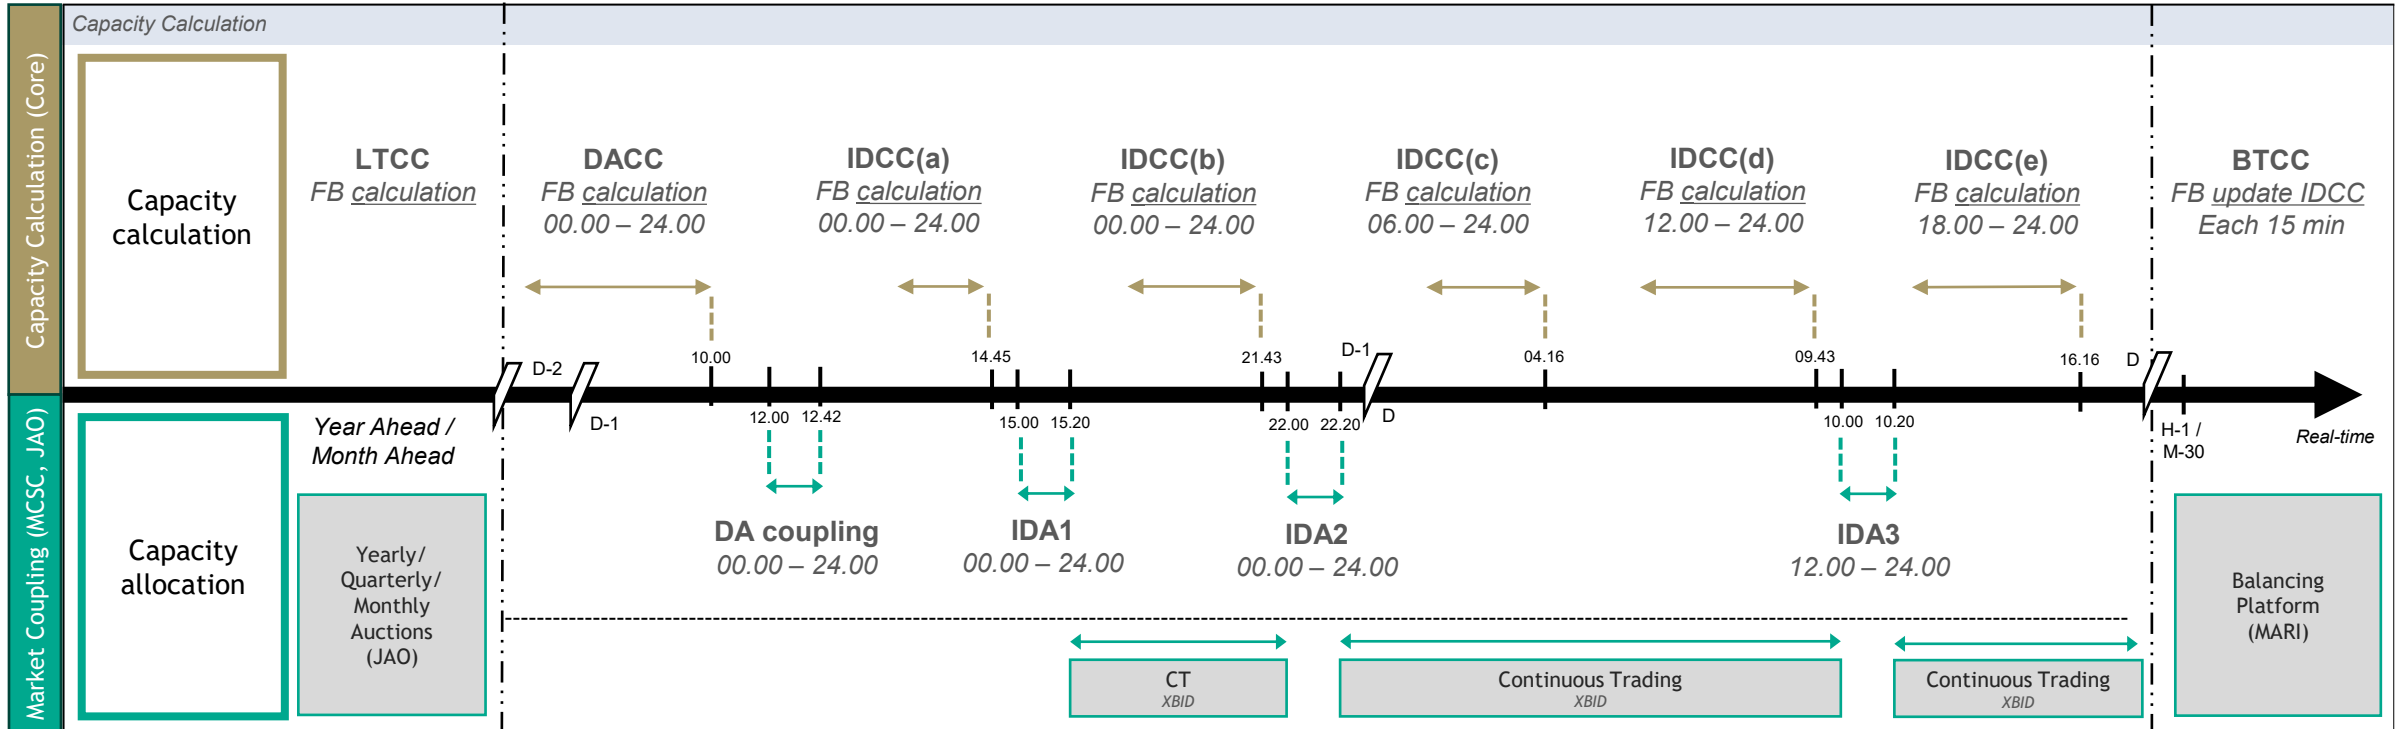 Capacity Calculation
Capacity Calculation (Core)
Market Coupling (MCSC, JAO)
Capacity
calculation
LTCC
FB calculation
DACC
FB calculation
00.00 – 24.00
IDCC(a)
FB calculation
00.00 – 24.00
IDCC(b)
FB calculation
00.00 – 24.00
IDCC(c)
FB calculation
06.00 – 24.00
IDCC(d)
FB calculation
12.00 – 24.00
IDCC(e)
FB calculation
18.00 – 24.00
BTCC
FB update IDCC
Each 15 min
D-2
10.00
14.45
21.43
D-1
04.16
09.43
16.16
D
D-1
12.00
12.42
15.00
15.20
22.00
22.20
D
10.00
10.20
H-1 /
M-30
Real-time
Year Ahead /
Month Ahead
Capacity
allocation
Yearly/
Quarterly/
Monthly
Auctions
(JAO)
DA coupling
00.00 – 24.00
IDA1
00.00 – 24.00
IDA2
00.00 – 24.00
IDA3
12.00 – 24.00
CT
XBID
Continuous Trading
XBID
Continuous Trading
XBID
Balancing
Platform
(MARI)